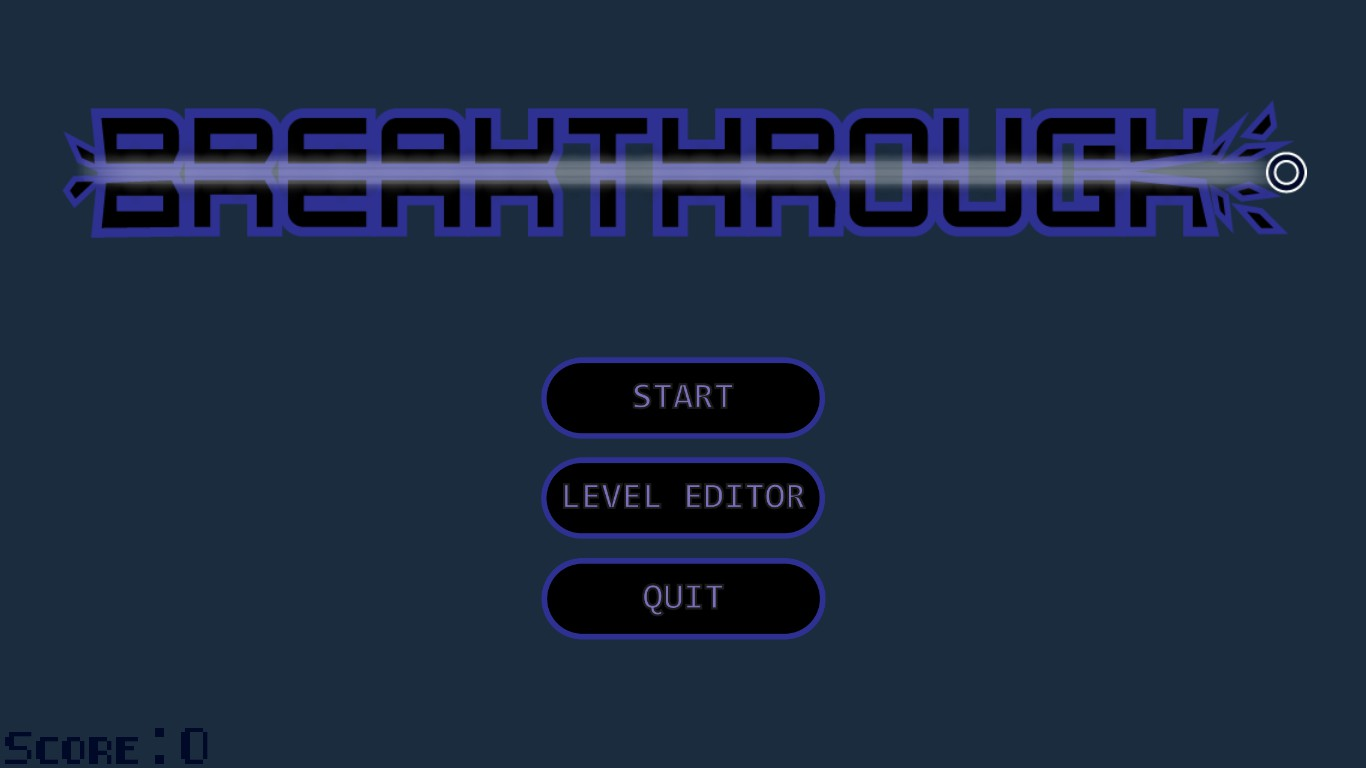 BREAKTHROUGH
START
LEVEL EDITOR
QUIT
SCORE:0